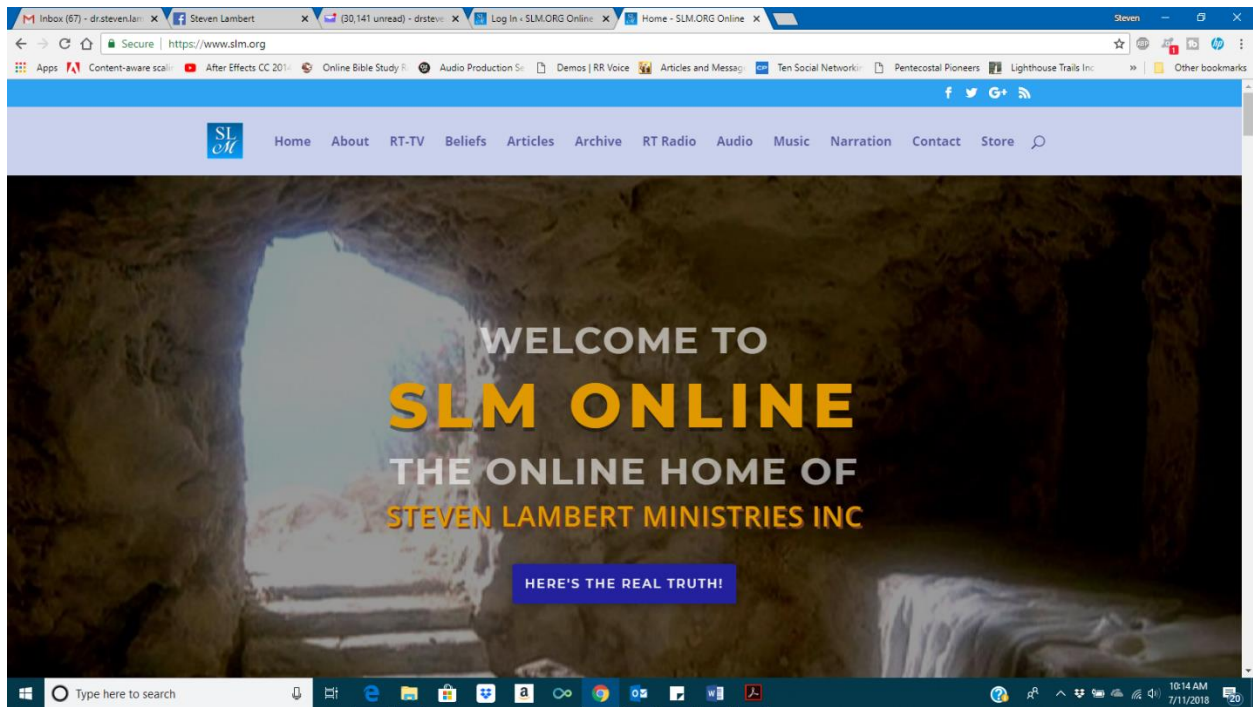 Inbox (67) - dr.steven.lam
Steven Lambert
(30,141 unread) - drsteve
Log In ‹ SLM.ORG Online
Home - SLM.ORG Online
Steven
Secure | https://www.slm.org
Apps
Content-aware scalin
After Effects CC 2014
Online Bible Study R
Audio Production Se
Demos | RR Voice
Articles and Message
Ten Social Networkin
Pentecostal Pioneers
Lighthouse Trails Inc
»
Other bookmarks
f G+
SL
M
Home About RT-TV Beliefs Articles Archive RT Radio Audio Music Narration Contact Store
WELCOME TO
SLM ONLINE
THE ONLINE HOME OF
STEVEN LAMBERT MINISTRIES INC
HERE'S THE REAL TRUTH!
Type here to search
10:14 AM
7/11/2018
20